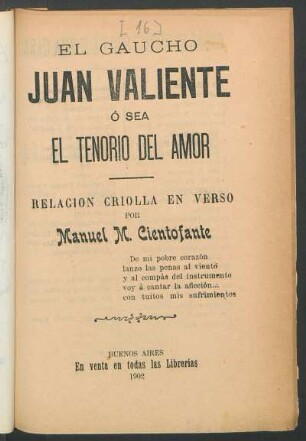 [16]
EL GAUCHO
JUAN VALIENTE
Ó SEA
EL TENORIO DEL AMOR
RELACION CRIOLLA EN VERSO
POR
Manuel M. Cientofante
De mi pobre corazón
lanzo las penas al viento
y al compás del instrumento
voy á cantar la aflicción...
con tuitos mis sufrimientos
BUENOS AIRES
En venta en todas las Librerías
1902